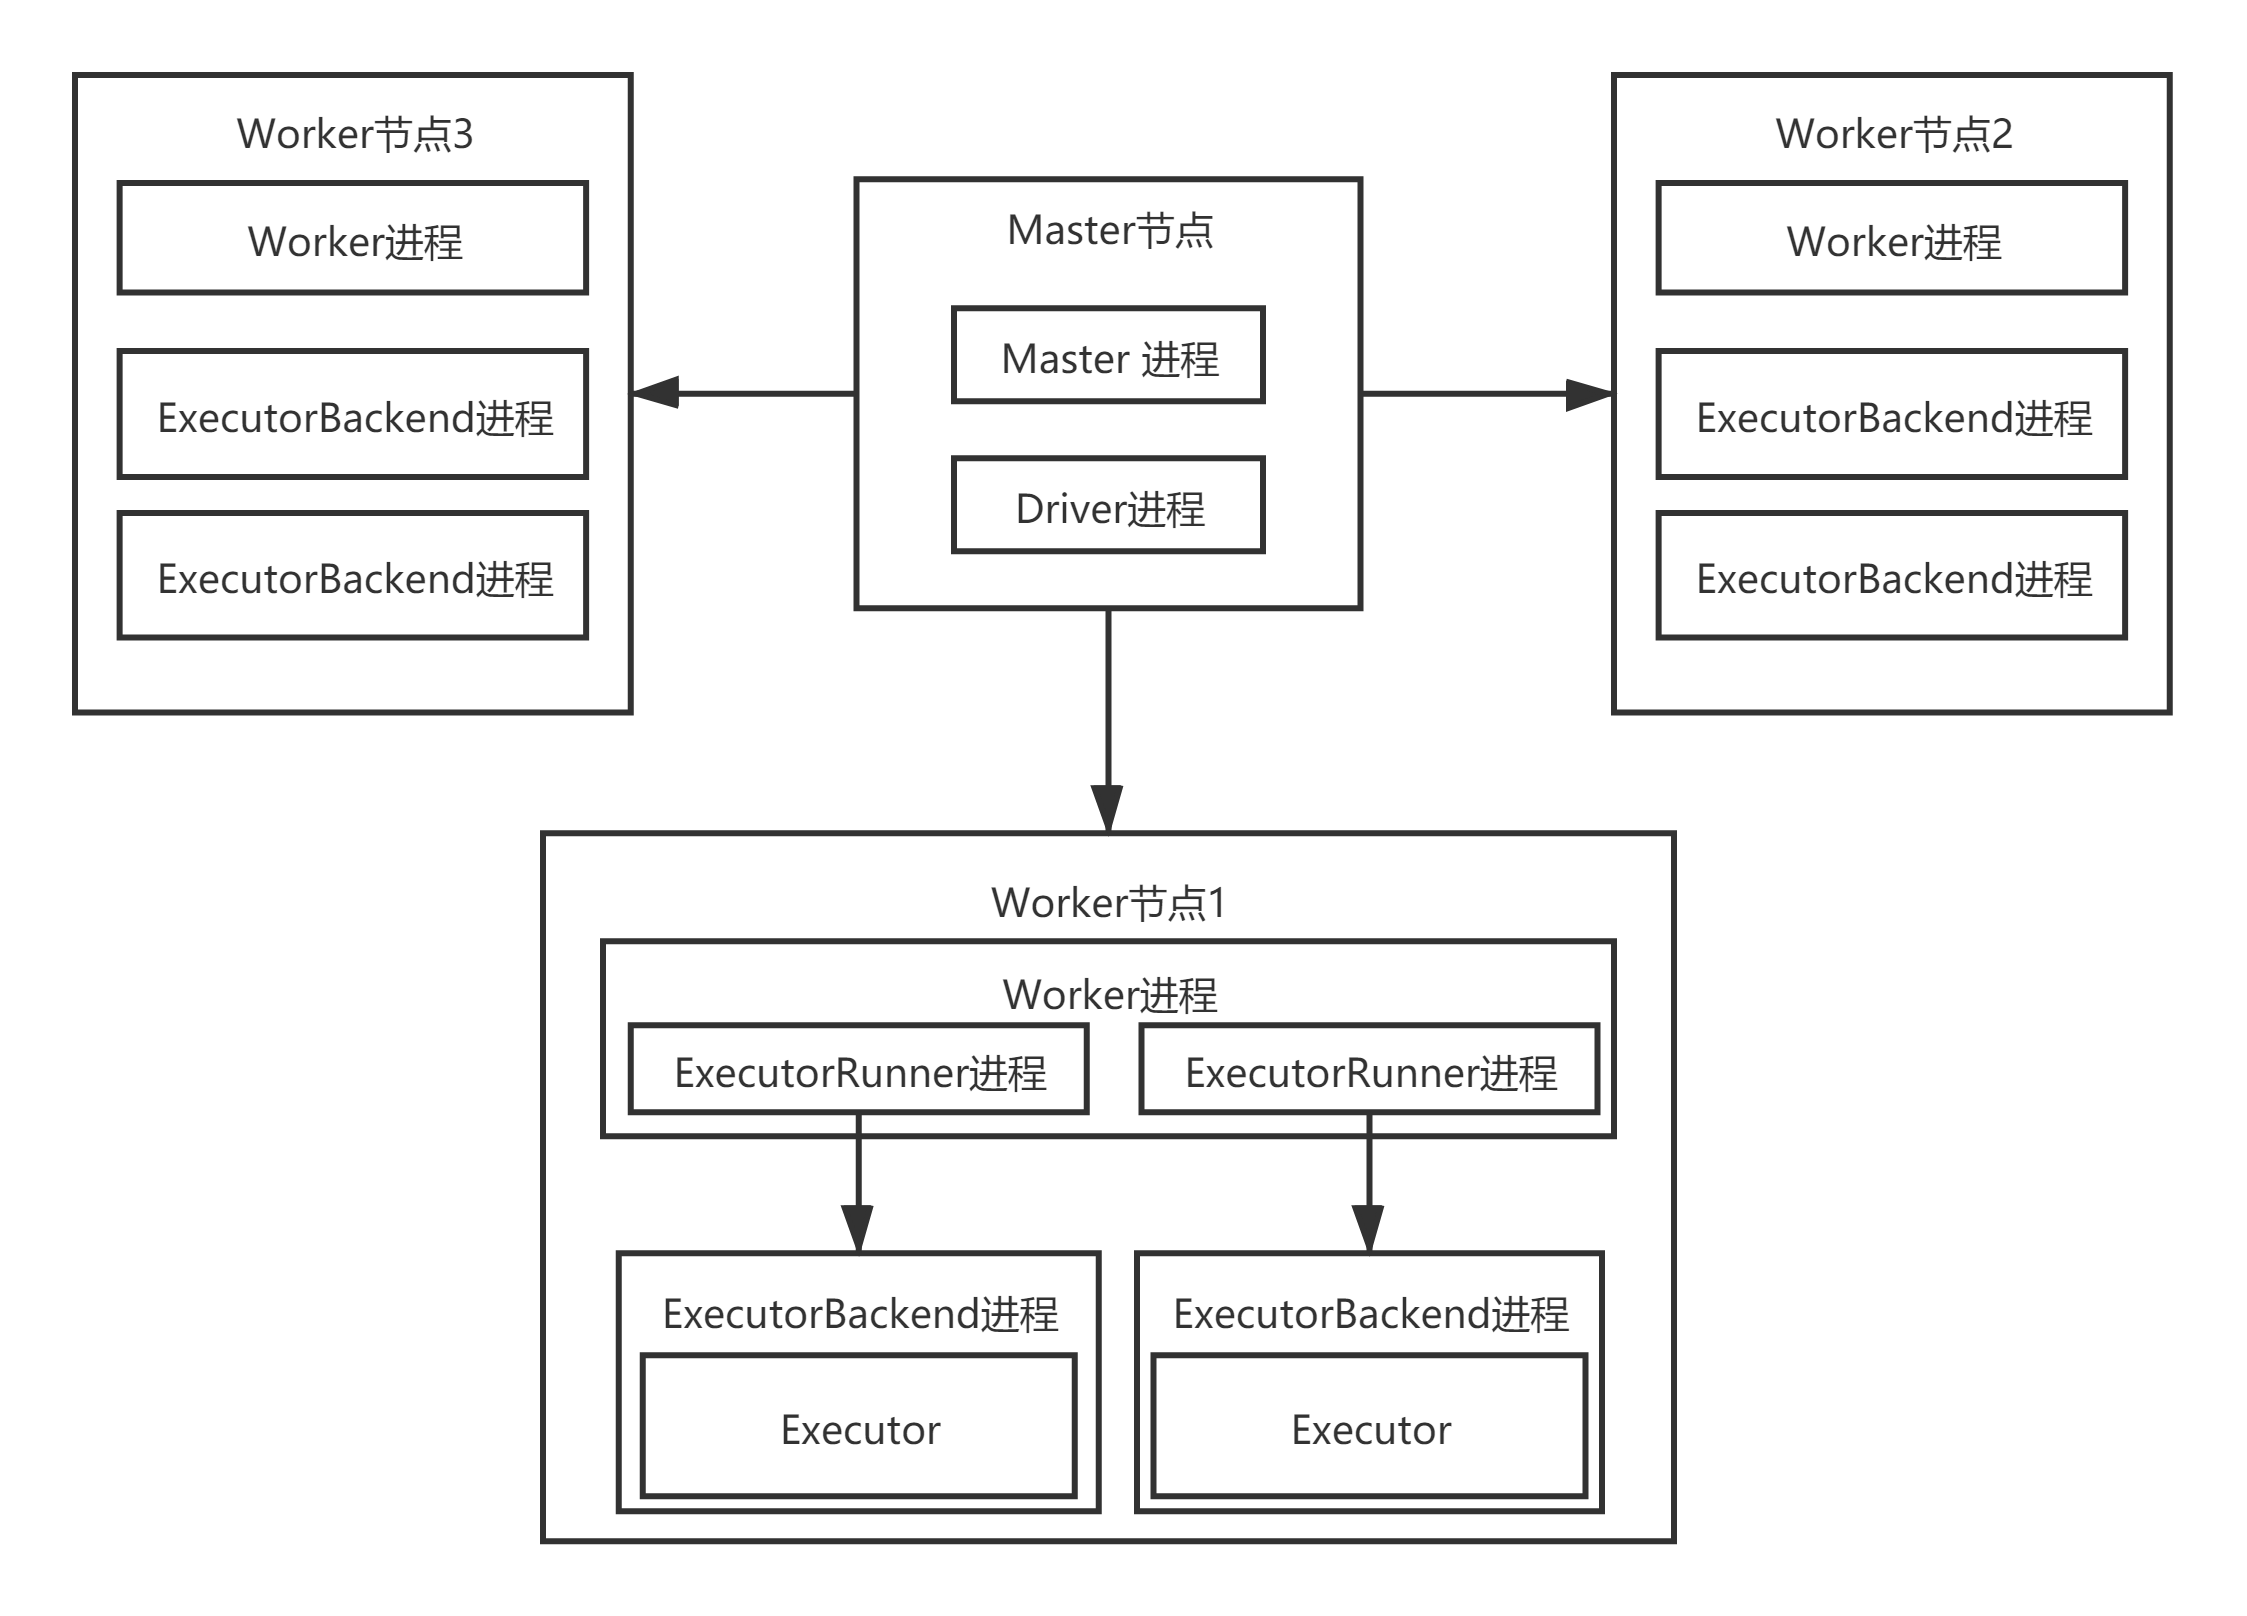 Worker节点3
Worker进程
ExecutorBackend进程
ExecutorBackend进程
Master节点
Master 进程
Driver进程
Worker节点2
Worker进程
ExecutorBackend进程
ExecutorBackend进程
Worker节点1
Worker进程
ExecutorRunner进程
ExecutorRunner进程
ExecutorBackend进程
ExecutorBackend进程
Executor
Executor